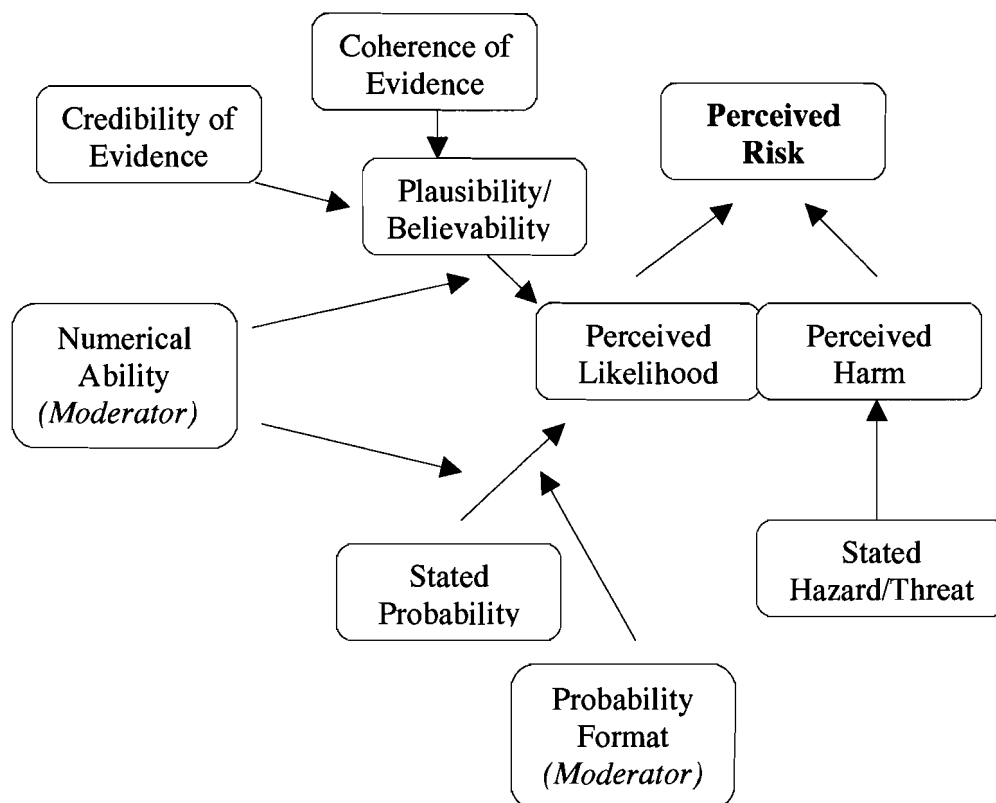 Coherence of
Evidence
Credibility of
Evidence
Perceived
Risk
Plausibility/
Believability
Numerical
Ability
(Moderator)
Perceived
Likelihood
Perceived
Harm
Stated
Probability
Stated
Hazard/Threat
Probability
Format
(Moderator)